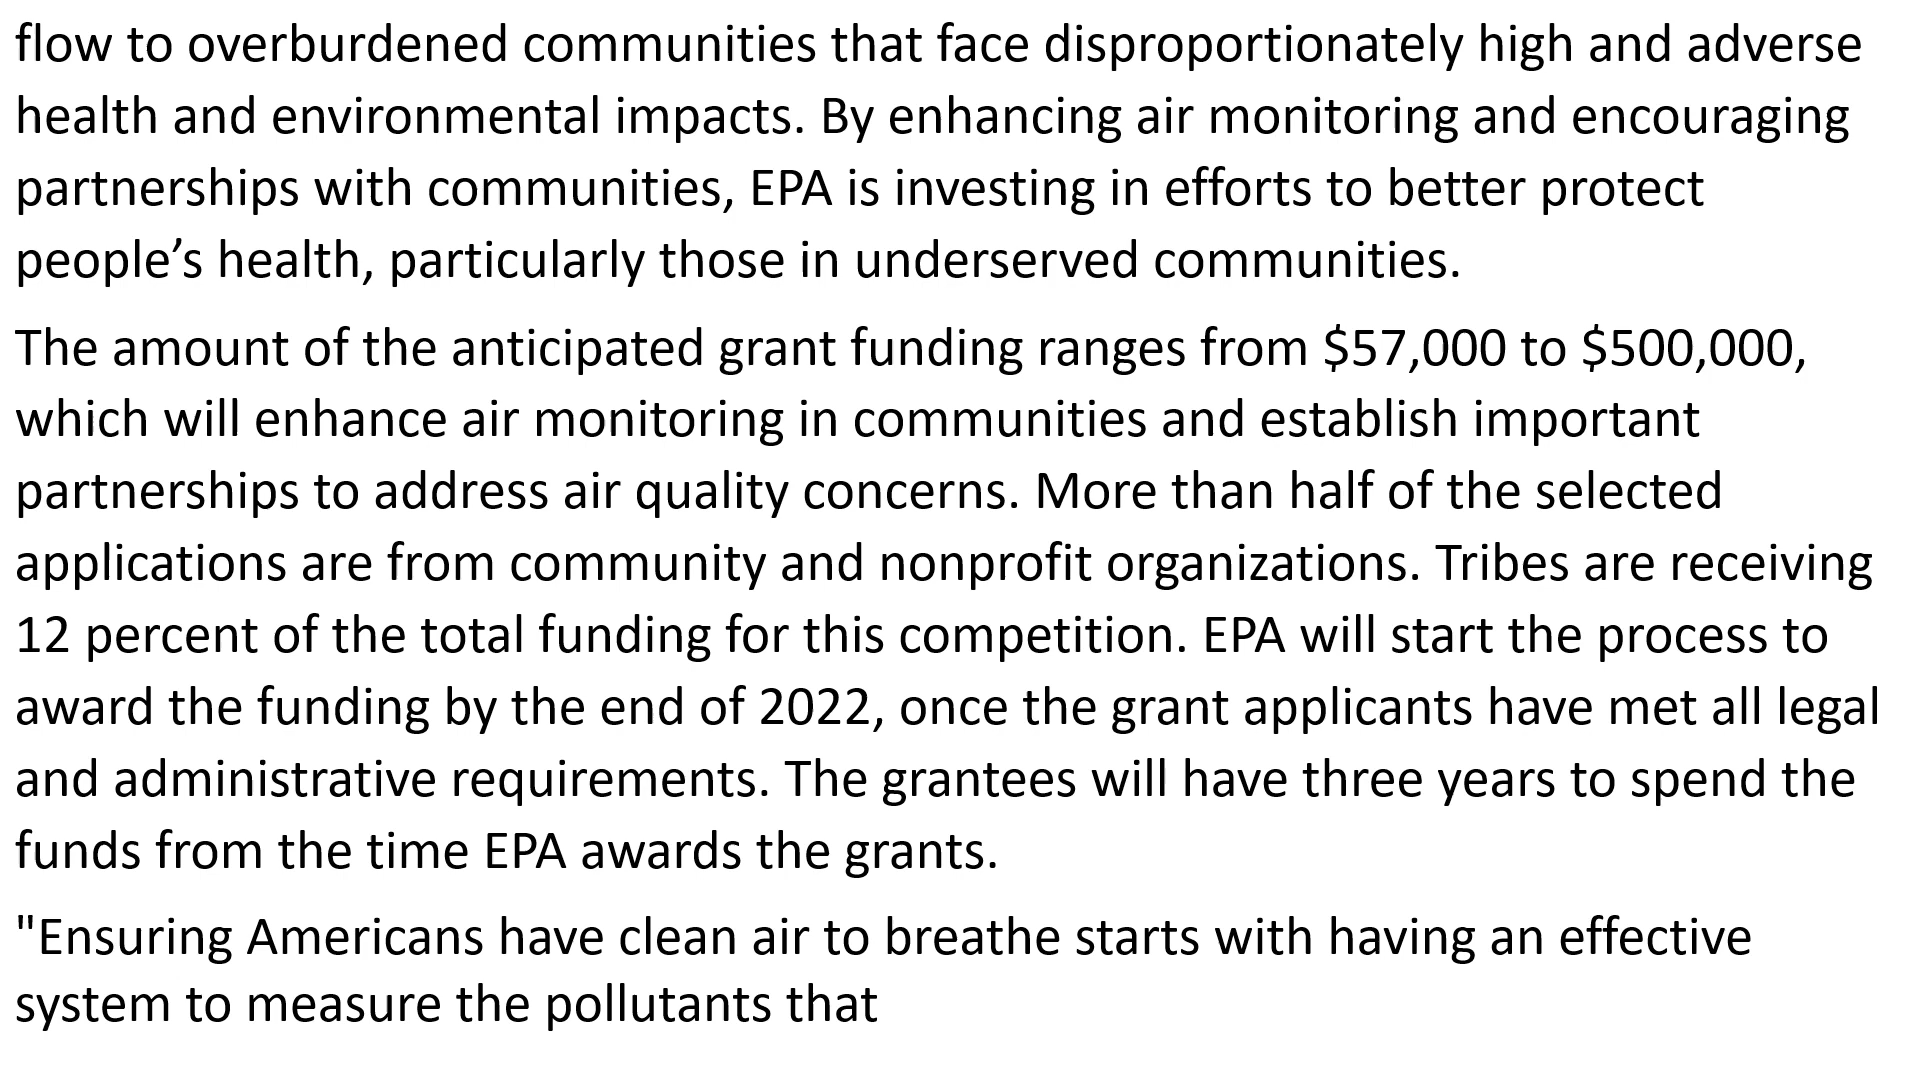 flow to overburdened communities that face disproportionately high and adverse
health and environmental impacts. By enhancing air monitoring and encouraging
partnerships with communities, EPA is investing in efforts to better protect
people’s health, particularly those in underserved communities.
The amount of the anticipated grant funding ranges from $57,000 to $500,000,
which will enhance air monitoring in communities and establish important
partnerships to address air quality concerns. More than half of the selected
applications are from community and nonprofit organizations. Tribes are receiving
12 percent of the total funding for this competition. EPA will start the process to
award the funding by the end of 2022, once the grant applicants have met all legal
and administrative requirements. The grantees will have three years to spend the
funds from the time EPA awards the grants.
"Ensuring Americans have clean air to breathe starts with having an effective
system to measure the pollutants that